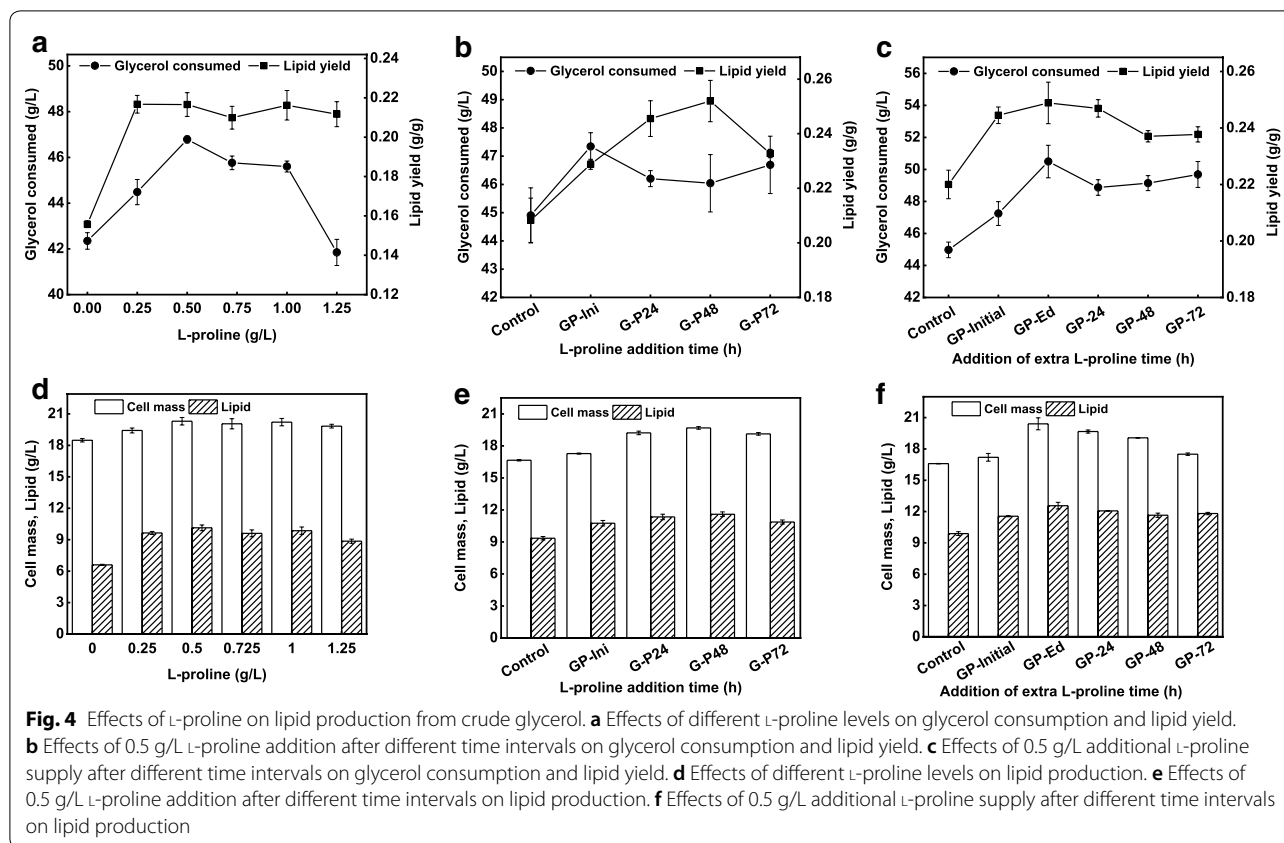 a
Glycerol consumed Lipid yield
Glycerol consumed (g/L)
50
48
46
44
42
40
0.24
0.22
0.20
0.18
0.16
0.14
0.12
Lipid yield (g/g)
0.00 0.25 0.50 0.75 1.00 1.25
L-proline (g/L)
b
Glycerol consumed Lipid yield
Glycerol consumed (g/L)
50
49
48
47
46
45
44
43
42
0.26
0.24
0.22
0.20
0.18
Lipid yield (g/g)
Control GP-Ini G-P24 G-P48 G-P72
L-proline addition time (h)
c
Glycerol consumed Lipid yield
Glycerol consumed (g/L)
56
54
52
50
48
46
44
42
0.26
0.24
0.22
0.20
0.18
Lipid yield (g/g)
Control GP-Initial GP-Ed GP-24 GP-48 GP-72
Addition of extra L-proline time (h)
d
Cell mass Lipid
Cell mass, Lipid (g/L)
21
18
15
12
9
6
3
0
0 0.25 0.5 0.725 1 1.25
L-proline (g/L)
e
Cell mass Lipid
Cell mass, Lipid (g/L)
21
18
15
12
9
6
3
0
Control GP-Ini G-P24 G-P48 G-P72
L-proline addition time (h)
f
Cell mass Lipid
Cell mass, Lipid (g/L)
21
18
15
12
9
6
3
0
Control GP-Initial GP-Ed GP-24 GP-48 GP-72
Addition of extra L-proline time (h)
Fig. 4 Effects of L-proline on lipid production from crude glycerol. a Effects of different L-proline levels on glycerol consumption and lipid yield.
b Effects of 0.5 g/L L-proline addition after different time intervals on glycerol consumption and lipid yield. c Effects of 0.5 g/L additional L-proline
supply after different time intervals on glycerol consumption and lipid yield. d Effects of different L-proline levels on lipid production. e Effects of
0.5 g/L L-proline addition after different time intervals on lipid production. f Effects of 0.5 g/L additional L-proline supply after different time intervals
on lipid production